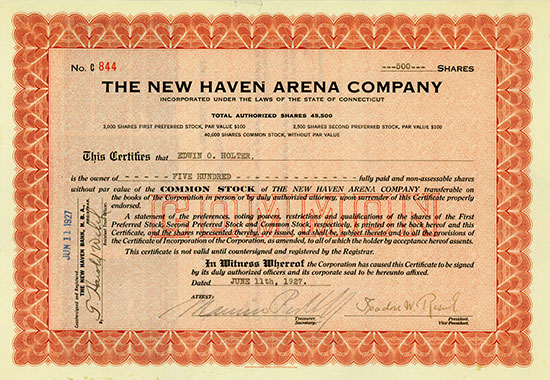 No. C 844 ---500--- SHARES
THE NEW HAVEN ARENA COMPANY
INCORPORATED UNDER THE LAWS OF THE STATE OF CONNECTICUT
TOTAL AUTHORIZED SHARES 45,500
3,000 SHARES FIRST PREFERRED STOCK, PAR VALUE $100 2,500 SHARES SECOND PREFERRED STOCK, PAR VALUE $100
40,000 SHARES COMMON STOCK, WITHOUT PAR VALUE
This Certifies that EDWIN O. HOLTER,
is the owner of - - - - - - - FIVE HUNDRED - - - - - - - fully paid and non-assessable shares
without par value of the COMMON STOCK of THE NEW HAVEN ARENA COMPANY transferable on
the books of The Corporation in person or by duly authorized attorney, upon surrender of this Certificate properly
endorsed.
A statement of the preferences, voting powers, restrictions and qualifications of the shares of the First
Preferred Stock, Second Preferred Stock and Common Stock, respectively, is printed on the back hereof and this
Certificate and the shares represented thereby, are issued, and shall be, subject thereto and to all the provisions of
the Certificate of Incorporation of the Corporation, as amended, to all of which the holder by acceptance hereof assents.
This certificate is not valid until countersigned and registered by the Registrar.
COMMON
In Witness Whereof the Corporation has caused this Certificate to be signed
by its duly authorized officers and its corporate seal to be hereunto affixed.
Dated JUNE 11th, 1927.
ATTEST:
Treasurer.
Secretary.
President.
Vice-President.
JUN 11 1927
Countersigned and Registered
THE NEW HAVEN BANK, N. B. A.
By